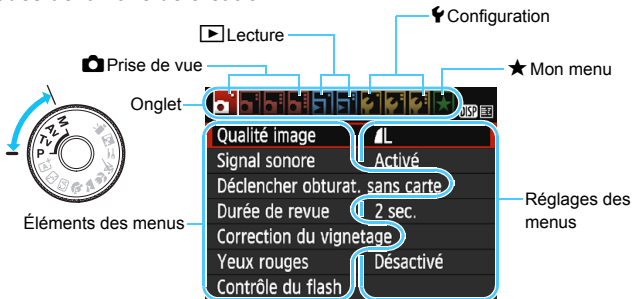 Configuration
Lecture
Prise de vue
Mon menu
Onglet
DISP
M
Av
Tv
P
Qualité image
L
Signal sonore Activé
Déclencher obturat. sans carte
Durée de revue 2 sec.
Correction du vignetage
Yeux rouges Désactivé
Contrôle du flash
Éléments des menus
Réglages des
menus